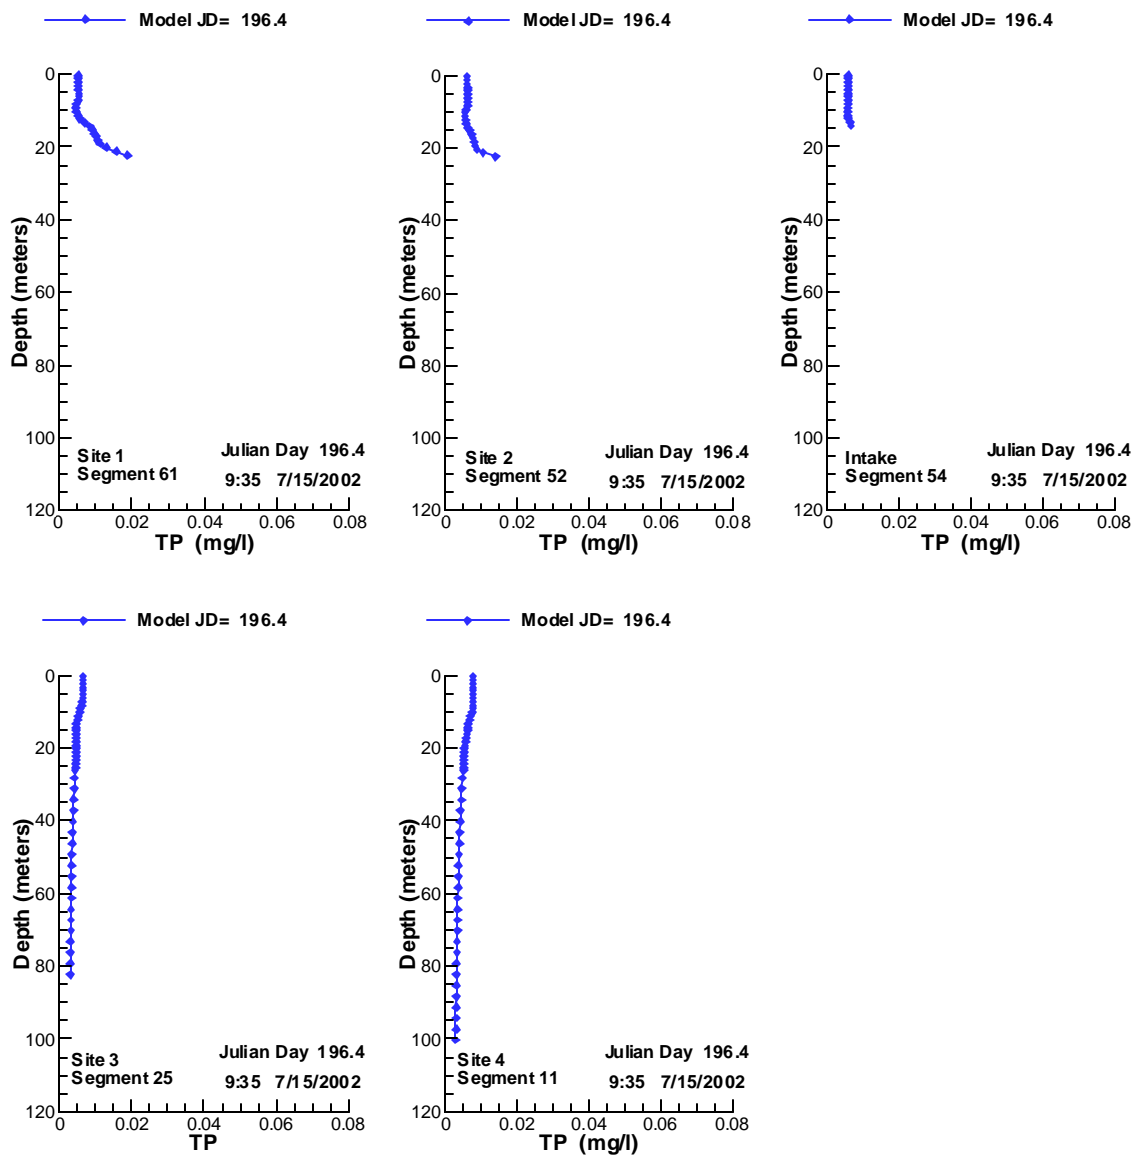 Model JD= 196.4
Model JD= 196.4
Model JD= 196.4
0
20
40
60
80
100
120
Depth (meters)
Site 1
Segment 61
Julian Day 196.4
9:35 7/15/2002
0 0.02 0.04 0.06 0.08
TP (mg/l)
0
20
40
60
80
100
120
Depth (meters)
Site 2
Segment 52
Julian Day 196.4
9:35 7/15/2002
0 0.02 0.04 0.06 0.08
TP (mg/l)
0
20
40
60
80
100
120
Depth (meters)
Intake
Segment 54
Julian Day 196.4
9:35 7/15/2002
0 0.02 0.04 0.06 0.08
TP (mg/l)
Model JD= 196.4
Model JD= 196.4
0
20
40
60
80
100
120
Depth (meters)
Site 3
Segment 25
Julian Day 196.4
9:35 7/15/2002
0 0.02 0.04 0.06 0.08
TP
0
20
40
60
80
100
120
Depth (meters)
Site 4
Segment 11
Julian Day 196.4
9:35 7/15/2002
0 0.02 0.04 0.06 0.08
TP (mg/l)